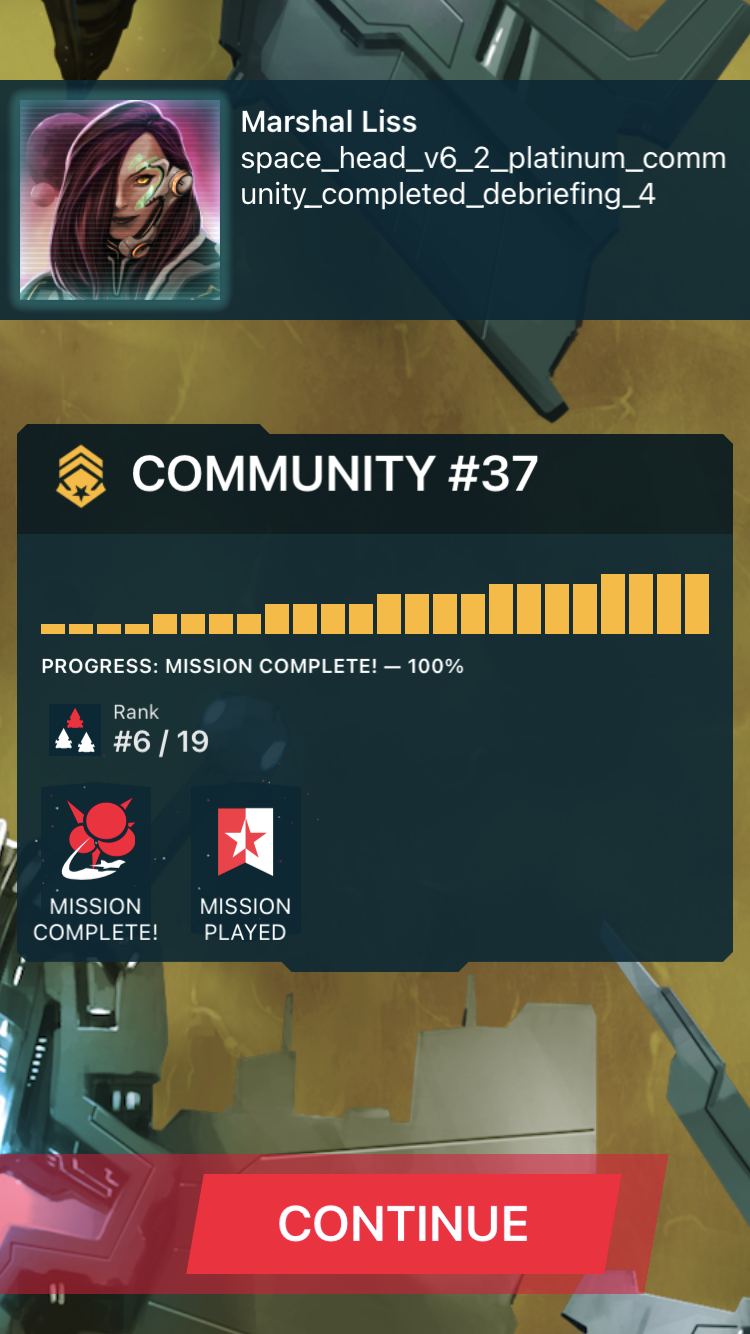 Marshal Liss
space_head_v6_2_platinum_comm
unity_completed_debriefing_4
COMMUNITY #37
PROGRESS: MISSION COMPLETE! — 100%
Rank
#6 / 19
MISSION
COMPLETE!
MISSION
PLAYED
CONTINUE